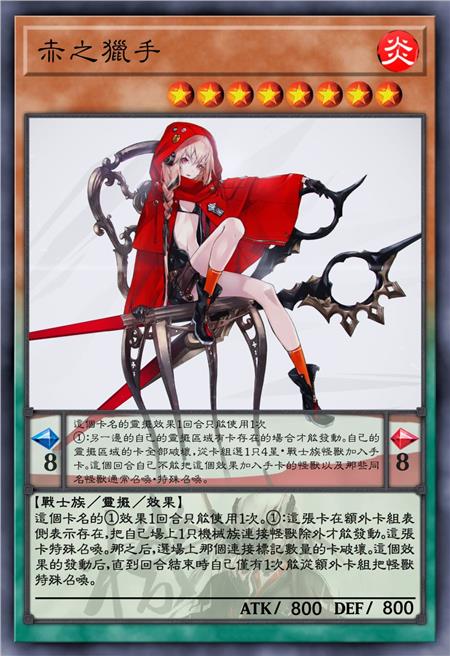 赤之獵手
炎
這個卡名的靈擺效果1回合只能使用1次
①:另一邊的自己的靈擺區域有卡存在的場合才能發動。自己的
靈擺區域的卡全部破壞,從卡組選1只4星·戰士族怪獸加入手
卡。這個回合自己不能把這個效果加入手卡的怪獸以及那些同
名怪獸通常召喚·特殊召喚。
8
8
【戰士族／靈擺／效果】
這個卡名的①效果1回合只能使用1次。①:這張卡在額外卡組表
側表示存在,把自己場上1只機械族連接怪獸除外才能發動。這張
卡特殊召喚。那之後,選場上那個連接標記數量的卡破壞。這個效果
的發動後,直到回合結束時自己僅有1次能從額外卡組把怪獸
特殊召喚。
ATK/ 800 DEF/ 800